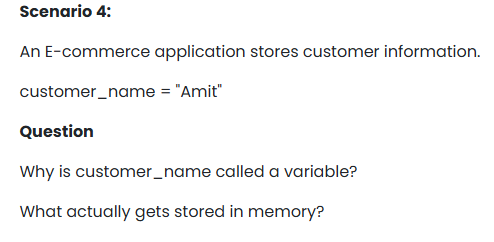 Scenario 4:
An E-commerce application stores customer information.
customer_name = "Amit"
Question
Why is customer_name called a variable?
What actually gets stored in memory?